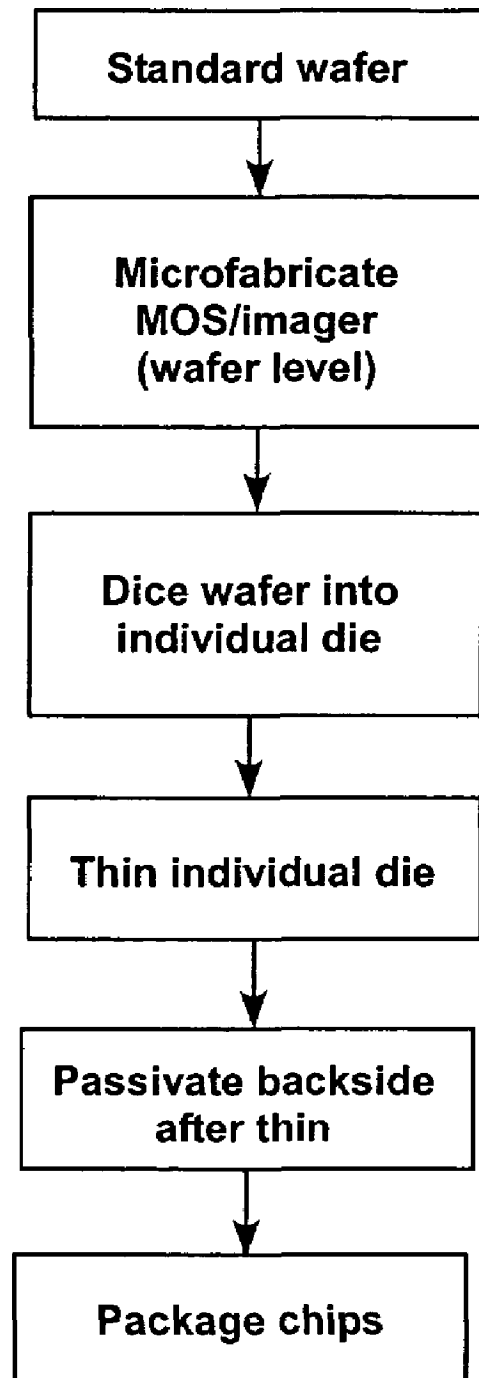 Standard wafer
Microfabricate
MOS/imager
(wafer level)
Dice wafer into
individual die
Thin individual die
Passivate backside
after thin
Package chips